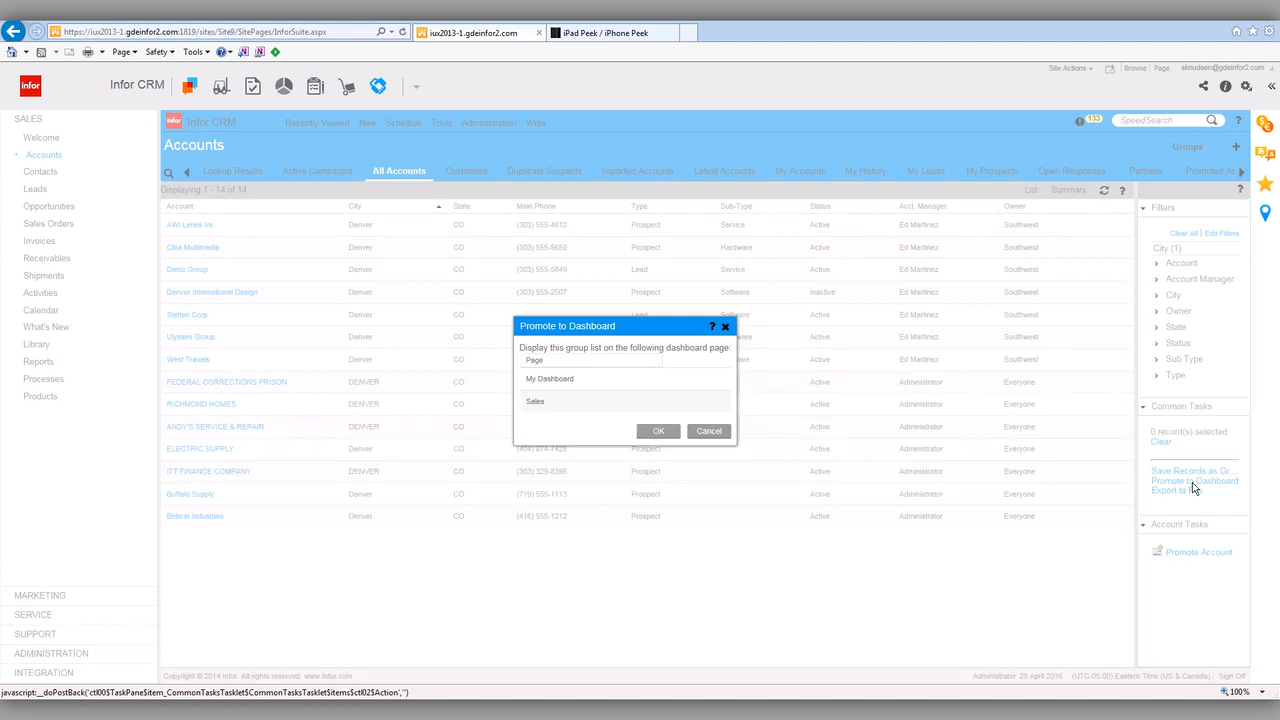 https://iux2013-1.gdeinfor2.com:1819/sites/Site9/SitePages/InforSuite.aspx
iux2013-1.gdeinfor2.com
iPad Peek / iPhone Peek
Page
Safety
Tools
Site Actions
Browse
Page
sknudsen@gdeinfor2.com
infor
Infor CRM
SALES
Welcome
Accounts
Contacts
Leads
Opportunities
Sales Orders
Invoices
Receivables
Shipments
Activities
Calendar
What's New
Library
Reports
Processes
Products
MARKETING
SERVICE
SUPPORT
ADMINISTRATION
INTEGRATION
infor
Infor CRM
Recently Viewed New Schedule Tools Administration Write
133
SpeedSearch
?
Accounts
Groups +
Lookup Results Active Campaigns All Accounts Customers Duplicate Suspects Imported Accounts Latest Accounts My Accounts My History My Leads My Prospects Open Responses Partners Promoted Ac
Displaying 1 - 14 of 14
List Summary ?
Account City State Main Phone Type Sub-Type Status Acct. Manager Owner
AWI Limes Inc Denver CO (303) 555-4810 Prospect Service Active Ed Martinez Southwest
Ciba Multimedia Denver CO (303) 555-5650 Prospect Hardware Active Ed Martinez Southwest
Deroz Group Denver CO (303) 555-5849 Lead Service Active Ed Martinez Southwest
Denver International Design Denver CO (303) 555-2507 Prospect Software Inactive Ed Martinez Southwest
Sletten Corp. Denver CO Lead Active Ed Martinez Southwest
Ulysses Group Denver CO Active Ed Martinez Southwest
West Travels Denver CO Active Ed Martinez Southwest
FEDERAL CORRECTIONS PRISON DENVER CO Active Administrator Everyone
RICHMOND HOMES DENVER CO Active Administrator Everyone
ANDY'S SERVICE & REPAIR DENVER CO Active Administrator Everyone
ELECTRIC SUPPLY DENVER CO (404) 874-7428 Prospect Active Administrator Everyone
ITT FINANCE COMPANY DENVER CO (303) 329-8398 Prospect Active Administrator Everyone
Buffalo Supply Denver CO (719) 555-1113 Prospect Active Administrator Everyone
Bobcat Industries Denver CO (416) 555-1212 Prospect Active Administrator Everyone
Promote to Dashboard ?
Display this group list on the following dashboard page:
Page
My Dashboard
Sales
OK Cancel
?
Filters
Clear All | Edit Filters
City (1)
Account
Account Manager
City
Owner
State
Status
Sub Type
Type
Common Tasks
0 record(s) selected
Clear
Save Records as Gr...
Promote to Dashboard
Export to
Account Tasks
Promote Account
Copyright © 2014 Infor. All rights reserved. www.infor.com
Administrator 29 April 2016 (UTC-05:00) Eastern Time (US & Canada) Sign Off
javascript:__doPostBack('ctl00$TaskPane$item_CommonTasksTasklet$CommonTasksTasklet$items$ctl02$Action','')
100%